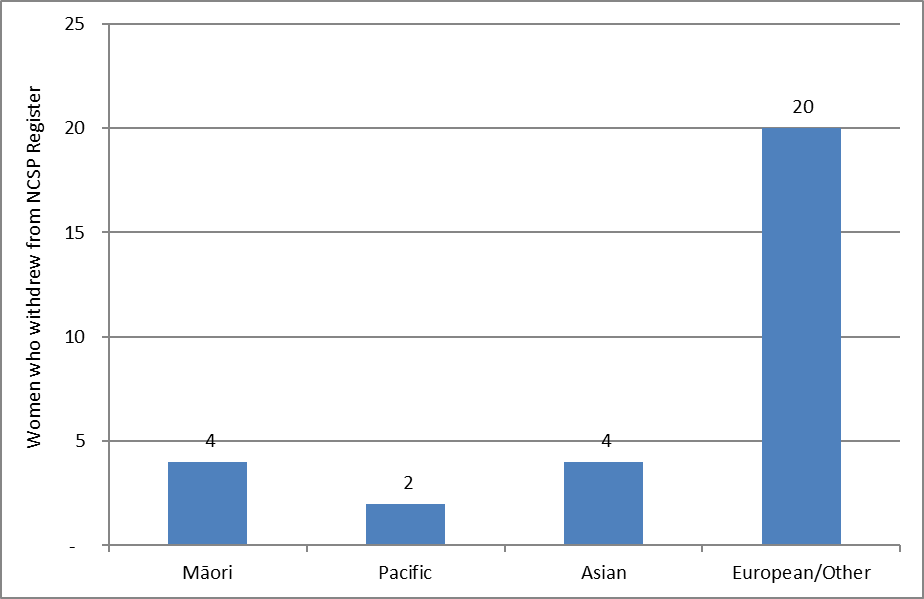 Women who withdrew from NCSP Register
25
20
15
10
5
-
4
2
4
20
Māori
Pacific
Asian
European/Other